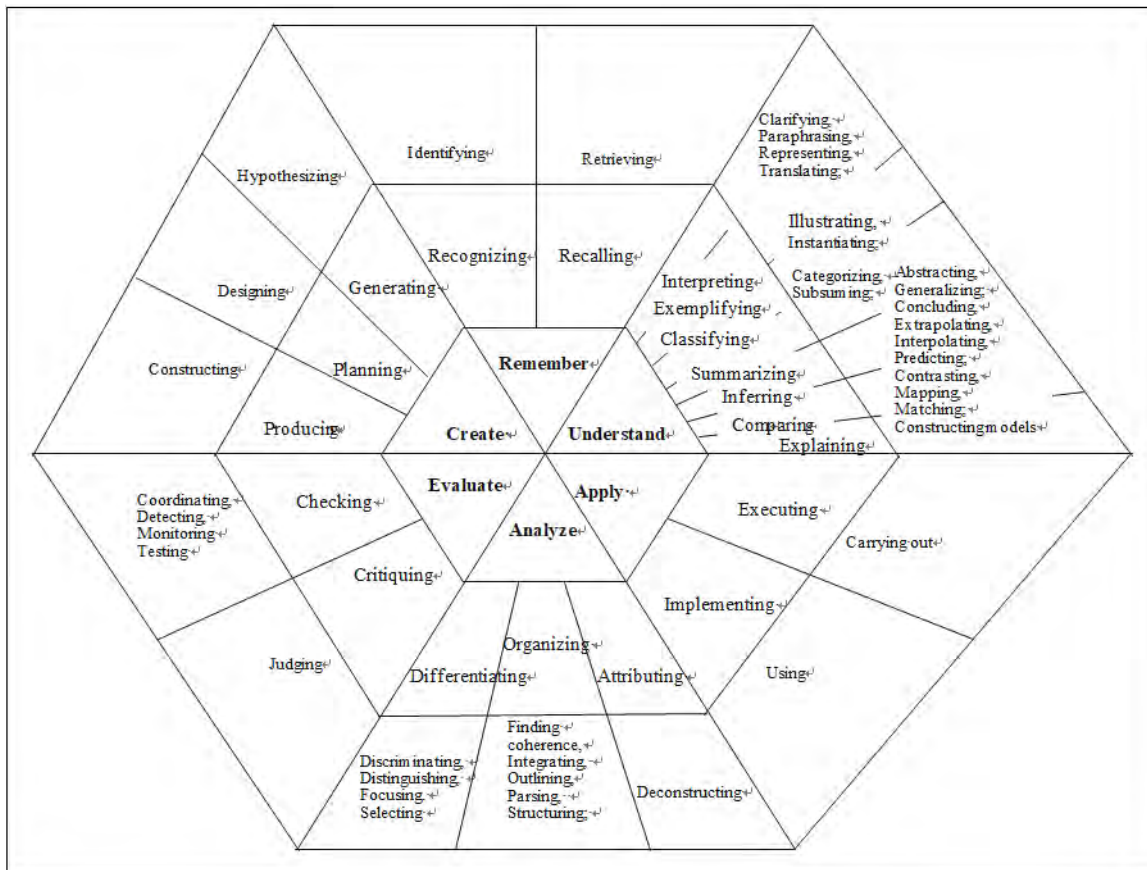 Clarifying,
Paraphrasing,
Representing,
Translating;
Identifying
Retrieving
Hypothesizing
Illustrating,
Instantiating;
Recognizing
Recalling
Interpreting
Categorizing,
Subsuming;
Abstracting,
Generalizing;
Concluding,
Extrapolating,
Interpolating,
Predicting;
Contrasting,
Mapping,
Matching;
Constructing models
Designing
Generating
Exemplifying
Classifying
Remember
Constructing
Planning
Summarizing
Inferring
Comparing
Explaining
Producing
Create
Understand
Evaluate
Apply
Analyze
Coordinating,
Detecting,
Monitoring
Testing
Checking
Executing
Carrying out
Critiquing
Implementing
Organizing
Judging
Differentiating
Attributing
Using
Finding
coherence,
Integrating,
Outlining,
Parsing,
Structuring;
Discriminating,
Distinguishing,
Focusing,
Selecting
Deconstructing